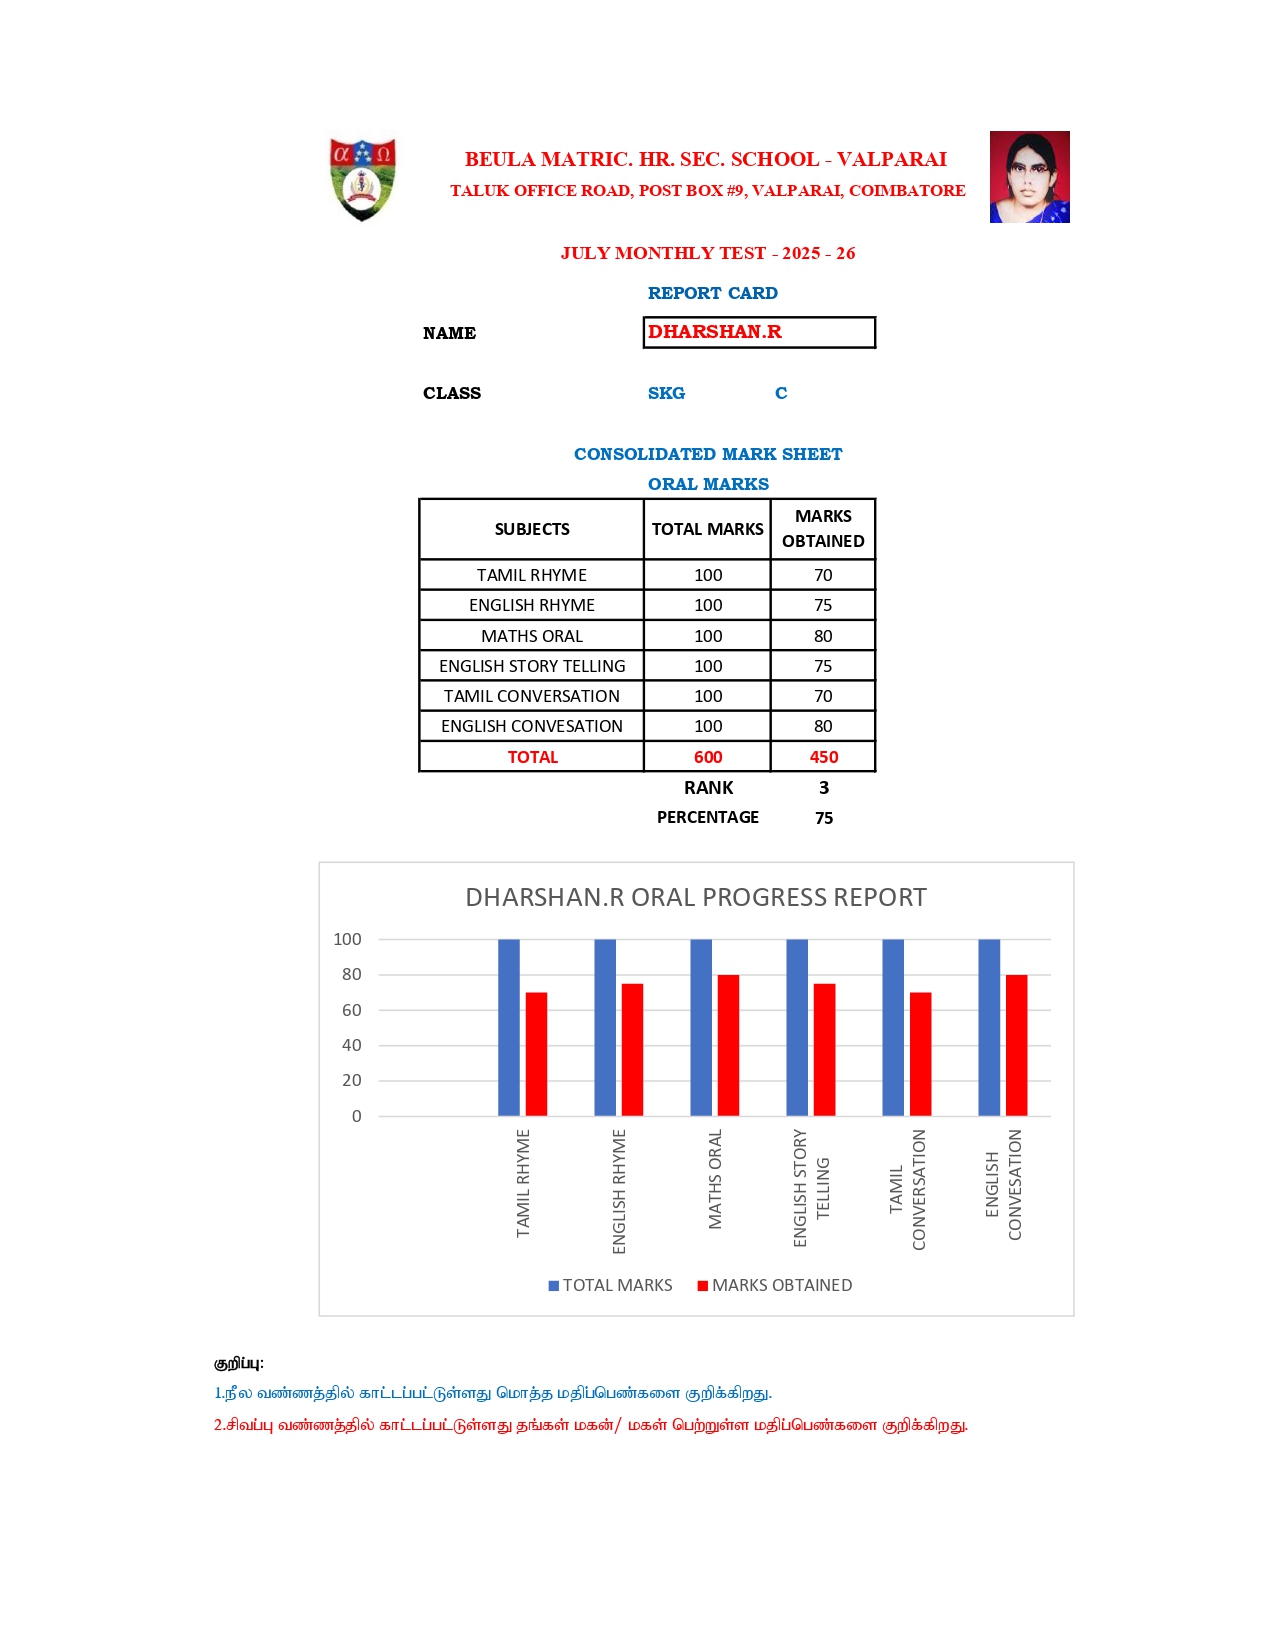 α Ω
BEULA MATRIC. HR. SEC. SCHOOL - VALPARAI
TALUK OFFICE ROAD, POST BOX #9, VALPARAI, COIMBATORE
JULY MONTHLY TEST - 2025 - 26
REPORT CARD
NAME DHARSHAN.R
CLASS SKG C
CONSOLIDATED MARK SHEET
ORAL MARKS
SUBJECTS TOTAL MARKS MARKS OBTAINED
TAMIL RHYME 100 70
ENGLISH RHYME 100 75
MATHS ORAL 100 80
ENGLISH STORY TELLING 100 75
TAMIL CONVERSATION 100 70
ENGLISH CONVESATION 100 80
TOTAL 600 450
RANK 3
PERCENTAGE 75
DHARSHAN.R ORAL PROGRESS REPORT
100
80
60
40
20
0
TAMIL RHYME
ENGLISH RHYME
MATHS ORAL
ENGLISH STORY TELLING
TAMIL CONVERSATION
ENGLISH CONVESATION
TOTAL MARKS MARKS OBTAINED
குறிப்பு:
1.நீல வண்ணத்தில் காட்டப்பட்டுள்ளது மொத்த மதிப்பெண்களை குறிக்கிறது.
2.சிவப்பு வண்ணத்தில் காட்டப்பட்டுள்ளது தங்கள் மகன்/ மகள் பெற்றுள்ள மதிப்பெண்களை குறிக்கிறது.